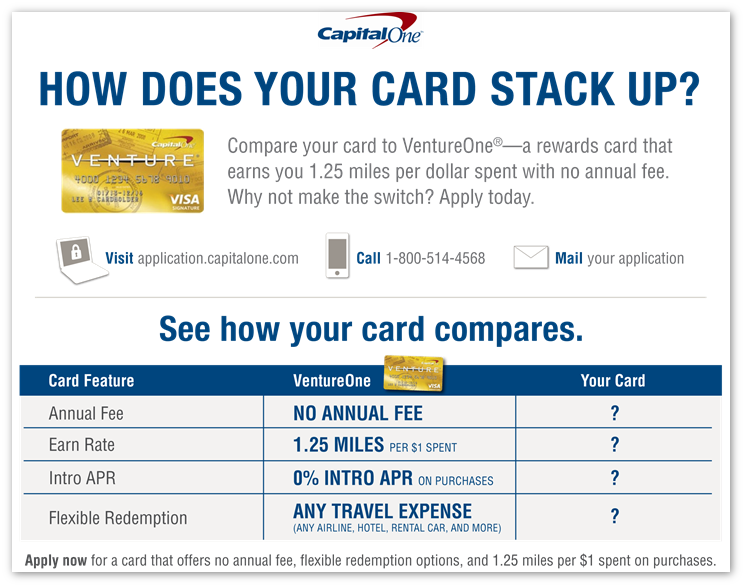 CapitalOne
HOW DOES YOUR CARD STACK UP?
CapitalOne
VENTURE®
4000 1234 5678 9010
LEE M CARDHOLDER
VISA
SIGNATURE
Compare your card to VentureOne®—a rewards card that
earns you 1.25 miles per dollar spent with no annual fee.
Why not make the switch? Apply today.
Visit application.capitalone.com
Call 1-800-514-4568
Mail your application
See how your card compares.
Card Feature VentureOne Your Card
VENTURE
VISA
Annual Fee NO ANNUAL FEE ?
Earn Rate 1.25 MILES PER $1 SPENT ?
Intro APR 0% INTRO APR ON PURCHASES ?
Flexible Redemption ANY TRAVEL EXPENSE ?
(ANY AIRLINE, HOTEL, RENTAL CAR, AND MORE)
Apply now for a card that offers no annual fee, flexible redemption options, and 1.25 miles per $1 spent on purchases.